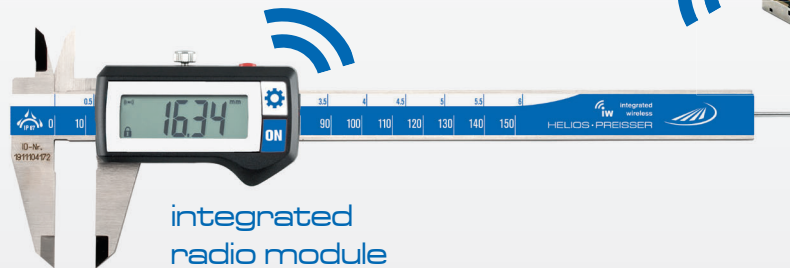 0.5 3.5 4 4.5 5 5.5 6
IP 67 0 10 90 100 110 120 130 140 150
16.34 mm
ON
iw integrated
wireless
HELIOS·PREISSER
ID-Nr.
1911104172
integrated
radio module